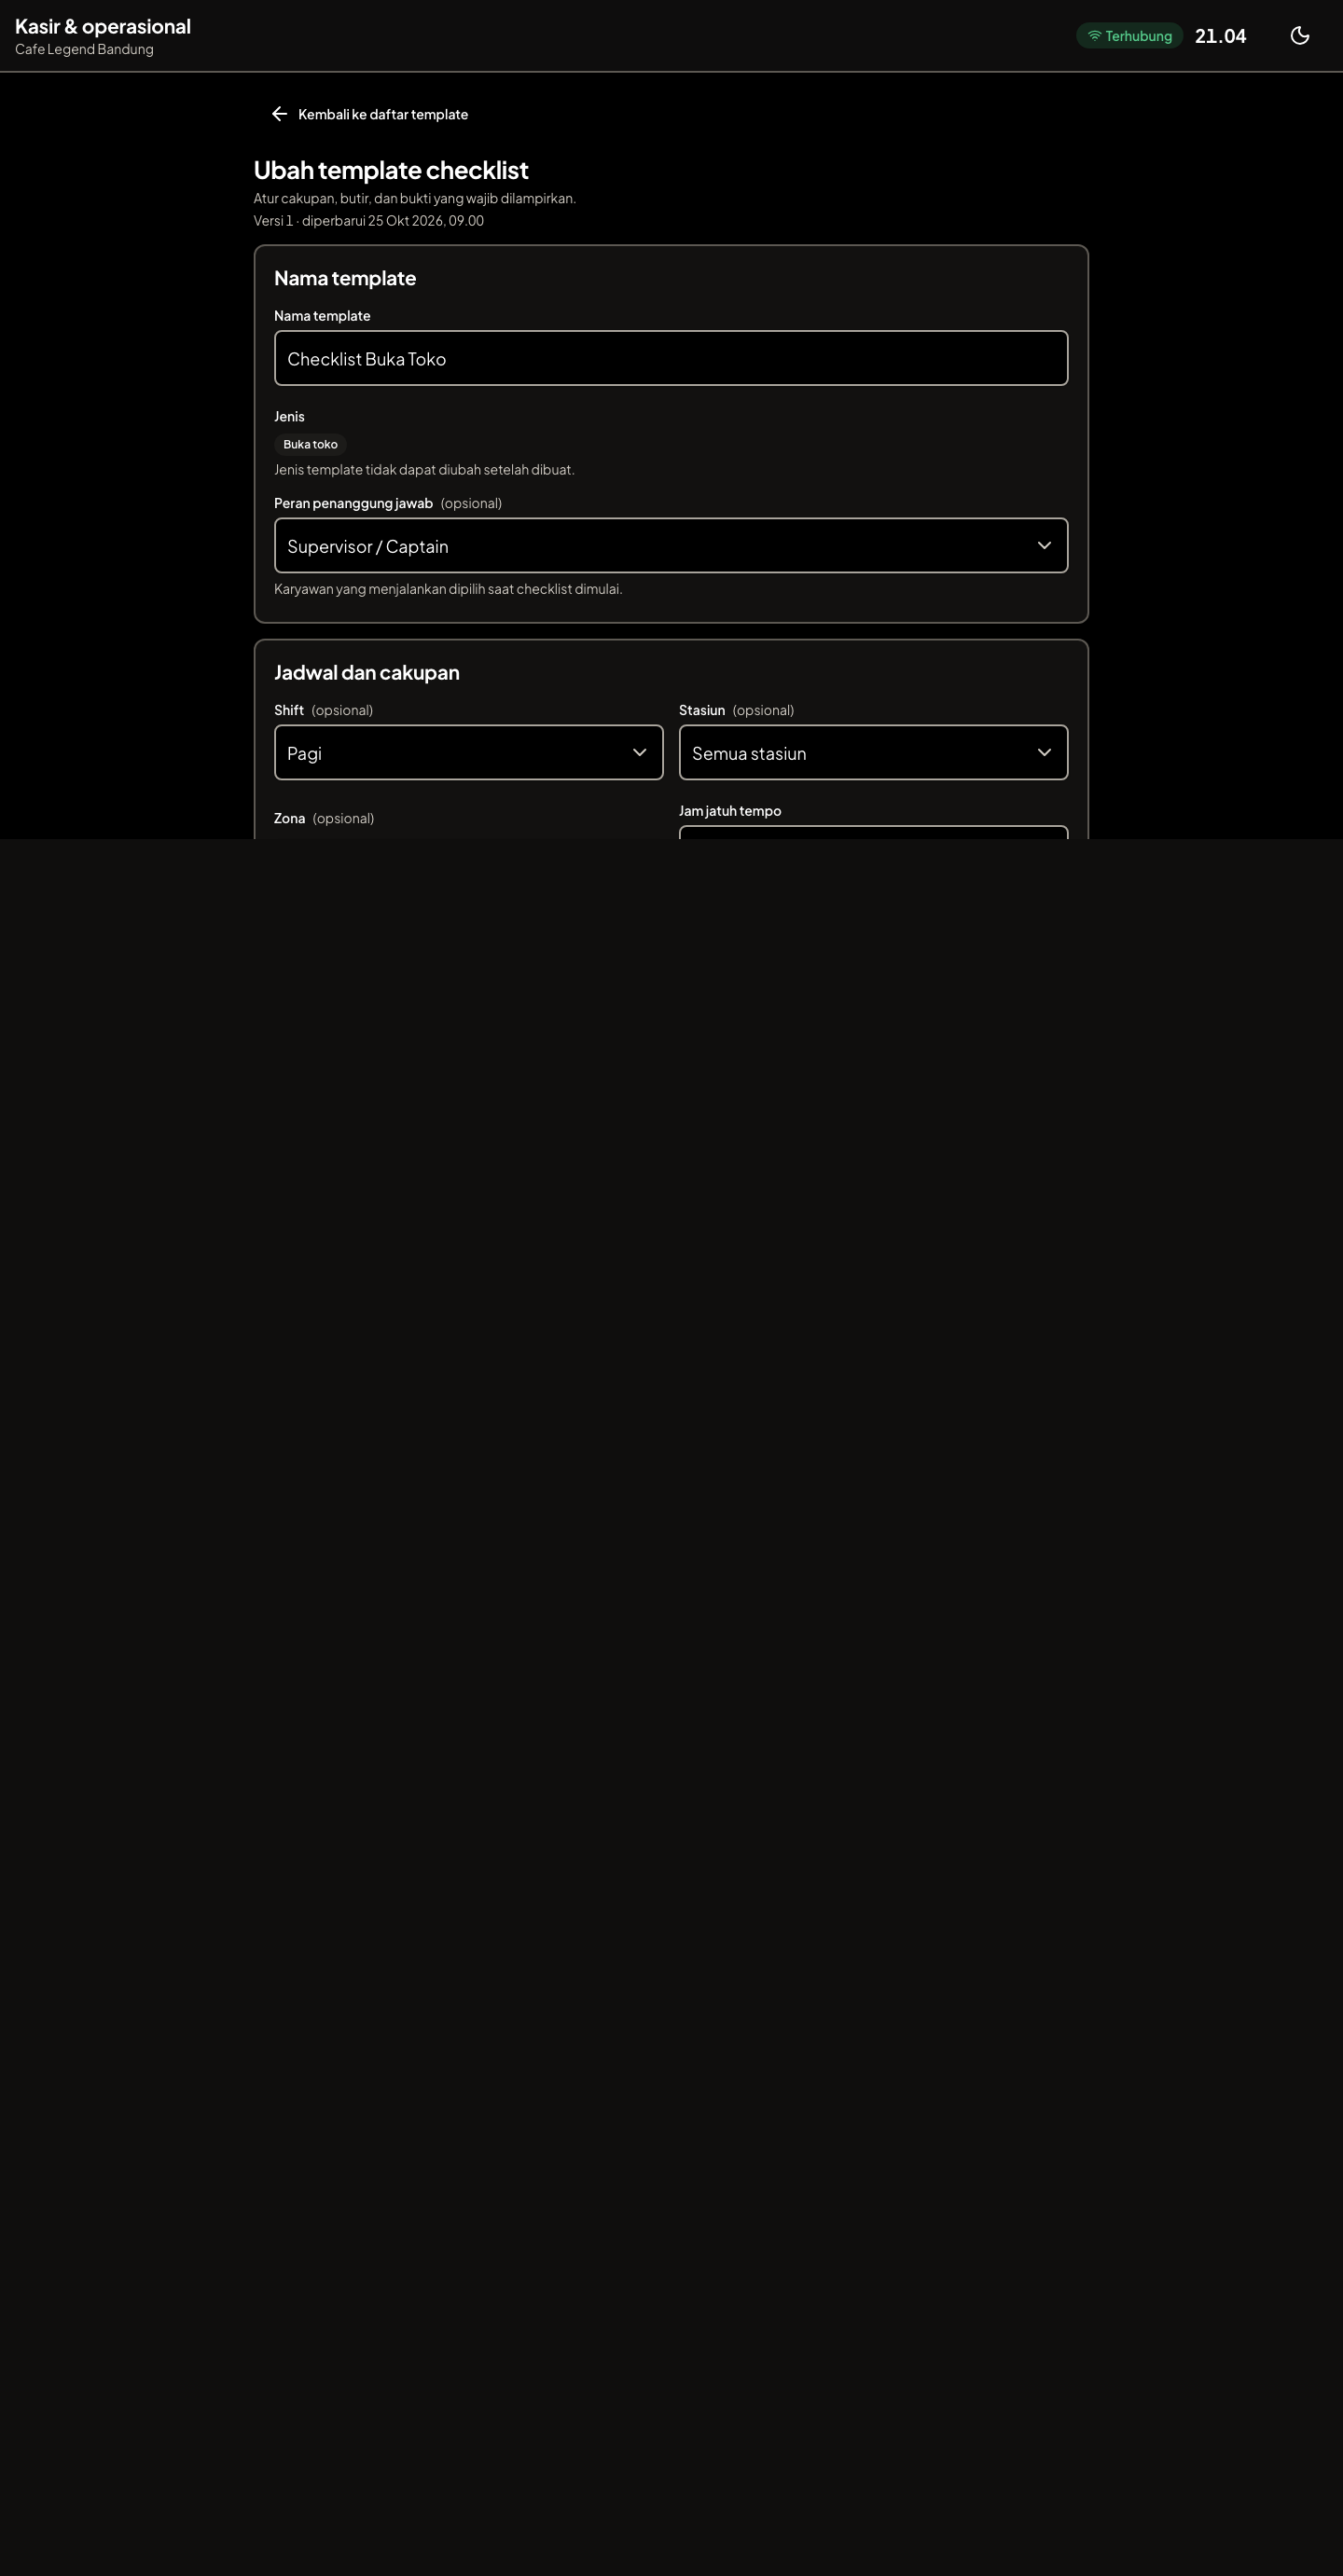 Kasir & operasional
Cafe Legend Bandung
Terhubung 21.04
Kembali ke daftar template
Ubah template checklist
Atur cakupan, butir, dan bukti yang wajib dilampirkan.
Versi 1 · diperbarui 25 Okt 2026, 09.00
Nama template
Nama template
Checklist Buka Toko
Jenis
Buka toko
Jenis template tidak dapat diubah setelah dibuat.
Peran penanggung jawab (opsional)
Supervisor / Captain
Karyawan yang menjalankan dipilih saat checklist dimulai.
Jadwal dan cakupan
Shift (opsional)
Pagi
Stasiun (opsional)
Semua stasiun
Zona (opsional)
Jam jatuh tempo